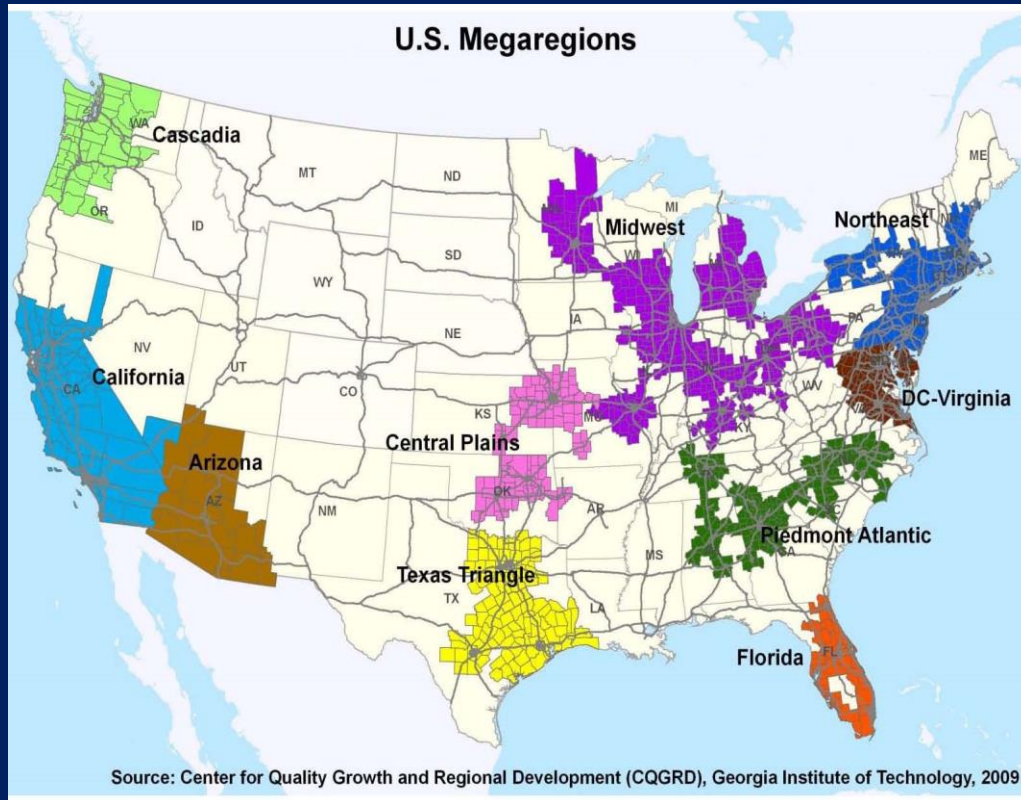 U.S. Megaregions
WA
Cascadia
ME
MT
ND
OR
MI
Northeast
ID
Midwest
SD
WI
WY
IA
PA
NE
NV
UT
California
CA
CO
WV
DC-Virginia
KS
MO
KY
Central Plains
Arizona
OK
AZ
NM
AR
Piedmont Atlantic
MS
GA
Texas Triangle
TX
LA
Florida
FL
Source: Center for Quality Growth and Regional Development (CQGRD), Georgia Institute of Technology, 2009